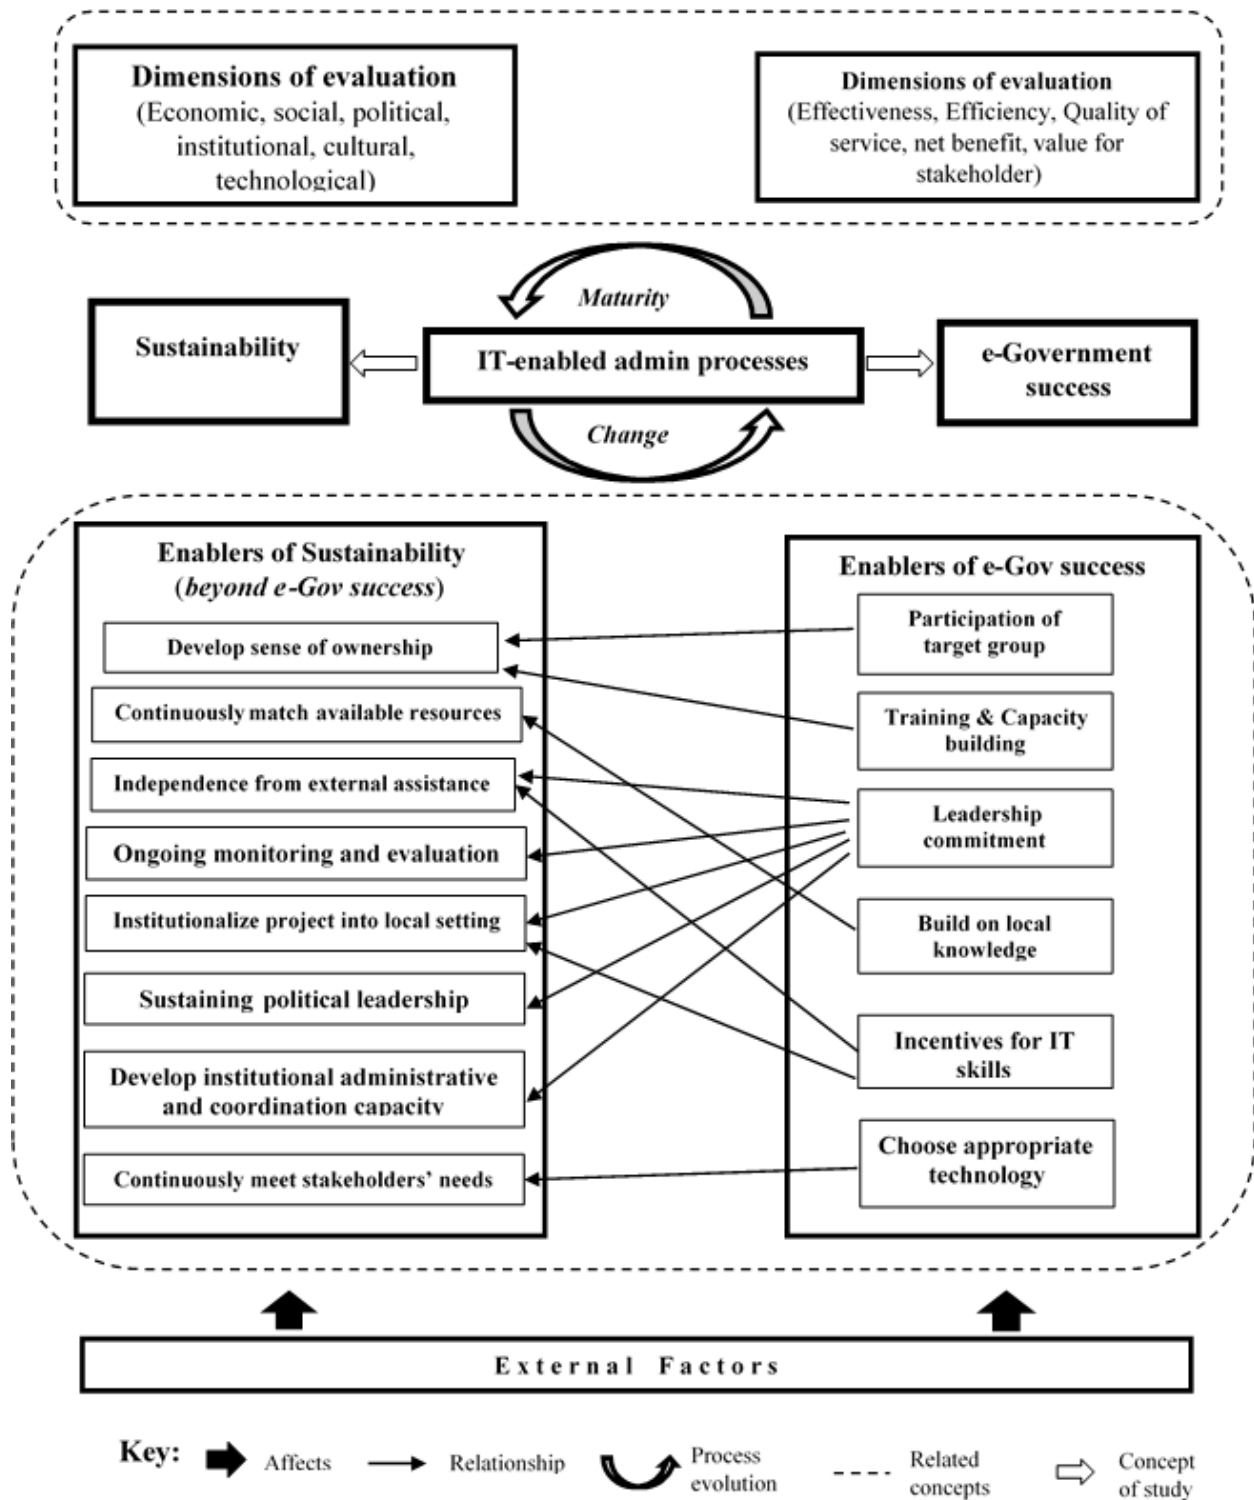 Dimensions of evaluation
(Economic, social, political,
institutional, cultural,
technological)
Dimensions of evaluation
(Effectiveness, Efficiency, Quality of
service, net benefit, value for
stakeholder)
Maturity
Sustainability
IT-enabled admin processes
e-Government
success
Change
Enablers of Sustainability
(beyond e-Gov success)
Develop sense of ownership
Continuously match available resources
Independence from external assistance
Ongoing monitoring and evaluation
Institutionalize project into local setting
Sustaining political leadership
Develop institutional administrative
and coordination capacity
Continuously meet stakeholders’ needs
Enablers of e-Gov success
Participation of
target group
Training & Capacity
building
Leadership
commitment
Build on local
knowledge
Incentives for IT
skills
Choose appropriate
technology
External Factors
Key:
Affects
Relationship
Process
evolution
Related
concepts
Concept
of study